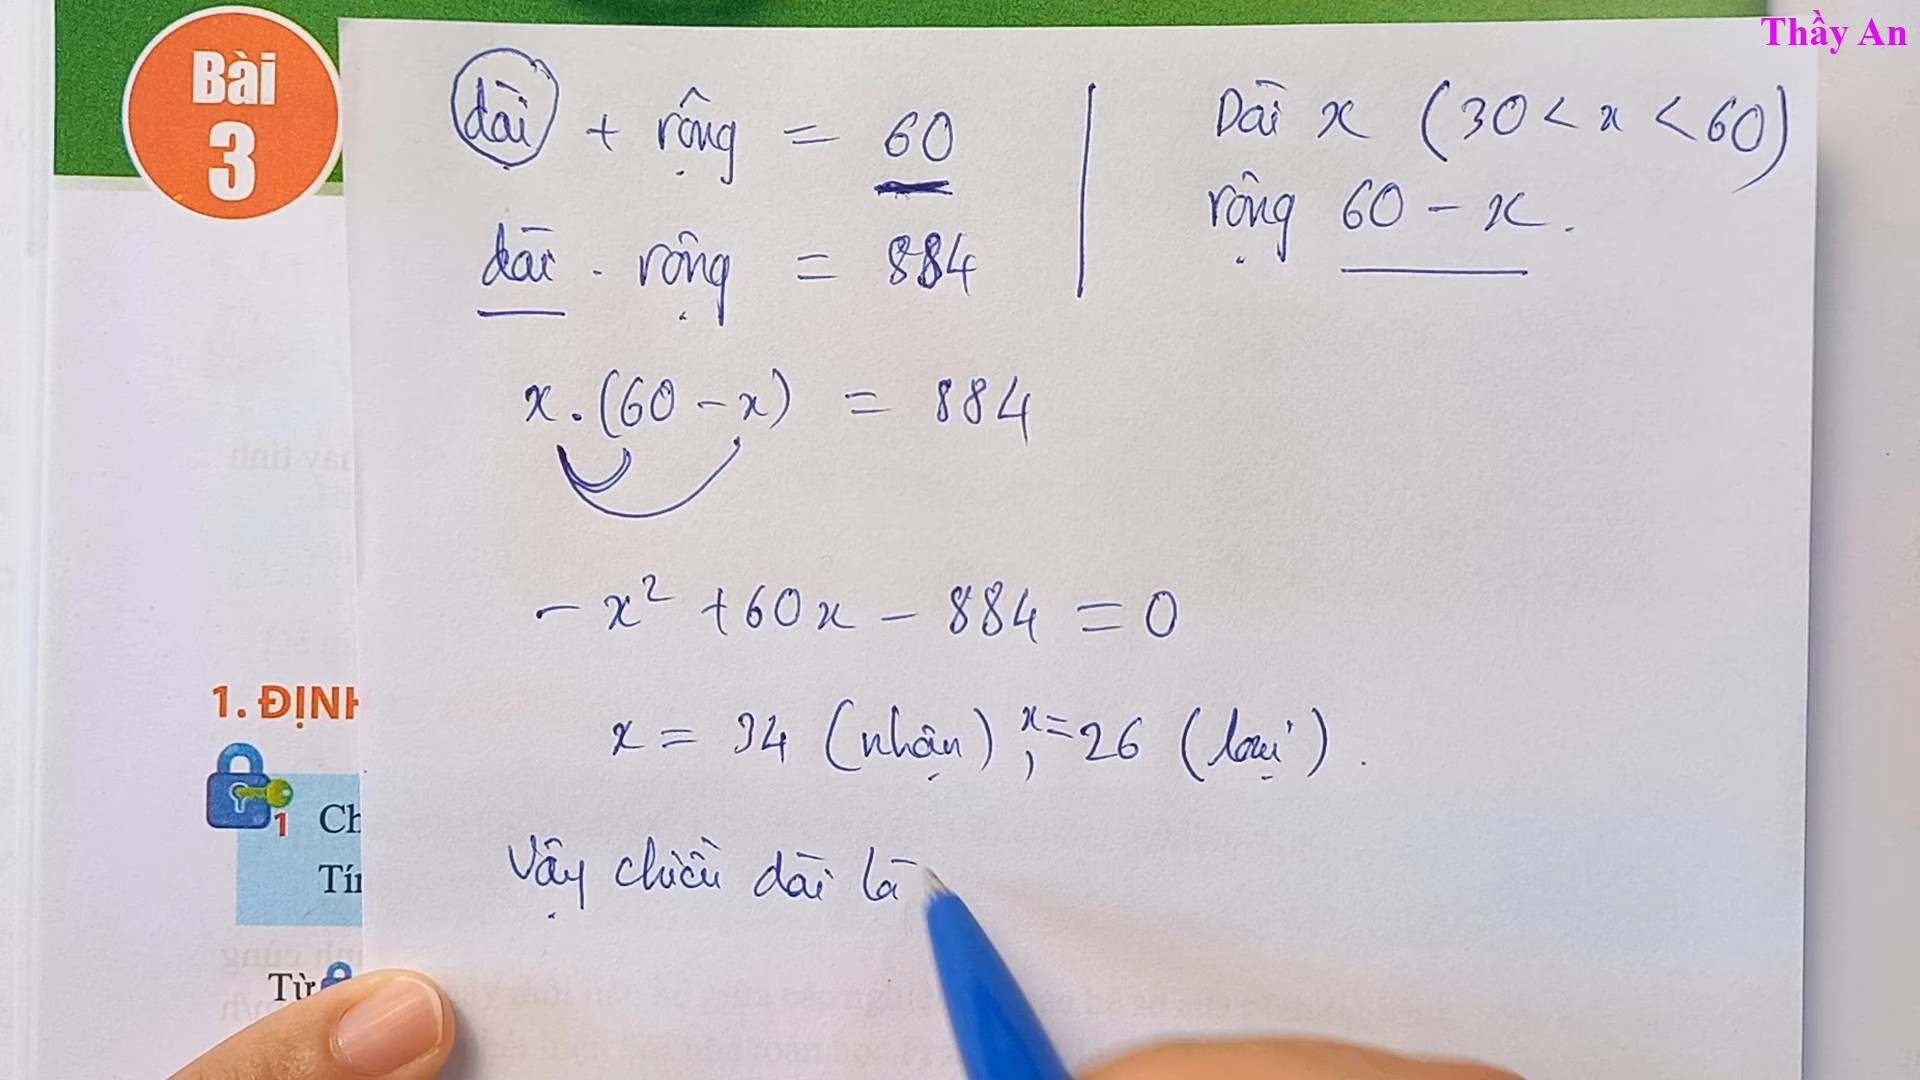 Thầy An
Bài
3
dài + rộng = 60
dài . rộng = 884
Dài x (30 < x < 60)
rộng 60 - x.
x.(60 - x) = 884
- x² + 60x - 884 = 0
x = 34 (nhận) , x = 26 (loại).
Vậy chiều dài là
1. ĐỊNH
1 Ch
Tín
Từ